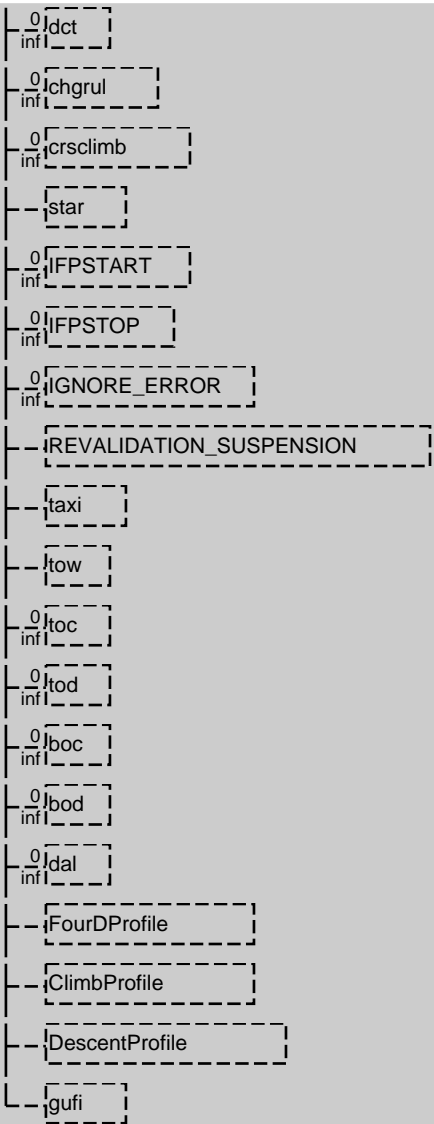 0
inf
dct
0
inf
chgrul
0
inf
crsclimb
star
0
inf
IFPSTART
0
inf
IFPSTOP
0
inf
IGNORE_ERROR
REVALIDATION_SUSPENSION
taxi
tow
0
inf
toc
0
inf
tod
0
inf
boc
0
inf
bod
0
inf
dal
FourDProfile
ClimbProfile
DescentProfile
gufi